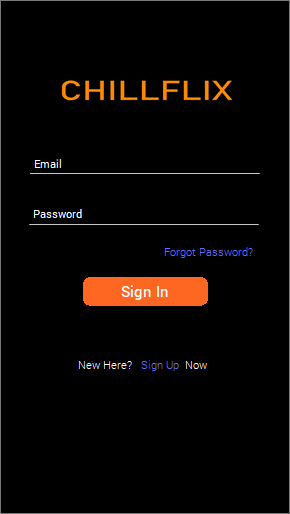 CHILLFLIX
Email
Password
Forgot Password?
Sign In
New Here? Sign Up Now